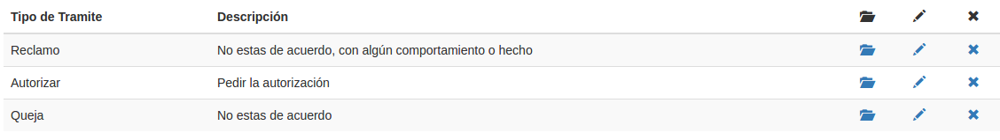 Tipo de Tramite Descripción
Reclamo No estas de acuerdo, con algún comportamiento o hecho
Autorizar Pedir la autorización
Queja No estas de acuerdo